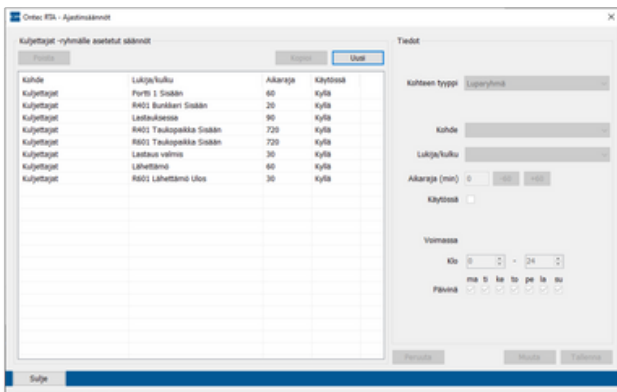 Ontec RTA - Ajastinsäännöt
Kuljettajat -ryhmälle asetetut säännöt
Poista Kopioi Uusi
Kohde Lukija/kulku Aikaraja Käytössä
Kuljettajat Portti 1 Sisään 60 Kyllä
Kuljettajat R401 Bunkkeri Sisään 20 Kyllä
Kuljettajat Lastauksessa 90 Kyllä
Kuljettajat R401 Taukopaikka Sisään 720 Kyllä
Kuljettajat R601 Taukopaikka Sisään 720 Kyllä
Kuljettajat Lastaus valmis 30 Kyllä
Kuljettajat Lähettämö 60 Kyllä
Kuljettajat R601 Lähettämö Ulos 30 Kyllä
Tiedot
Kohteen tyyppi Luparyhmä
Kohde
Lukija/kulku
Aikaraja (min) 0 -60 +60
Käytössä
Voimassa
Klo 0 - 24
ma ti ke to pe la su
Päivinä
Peruuta Muuta Tallenna
Sulje